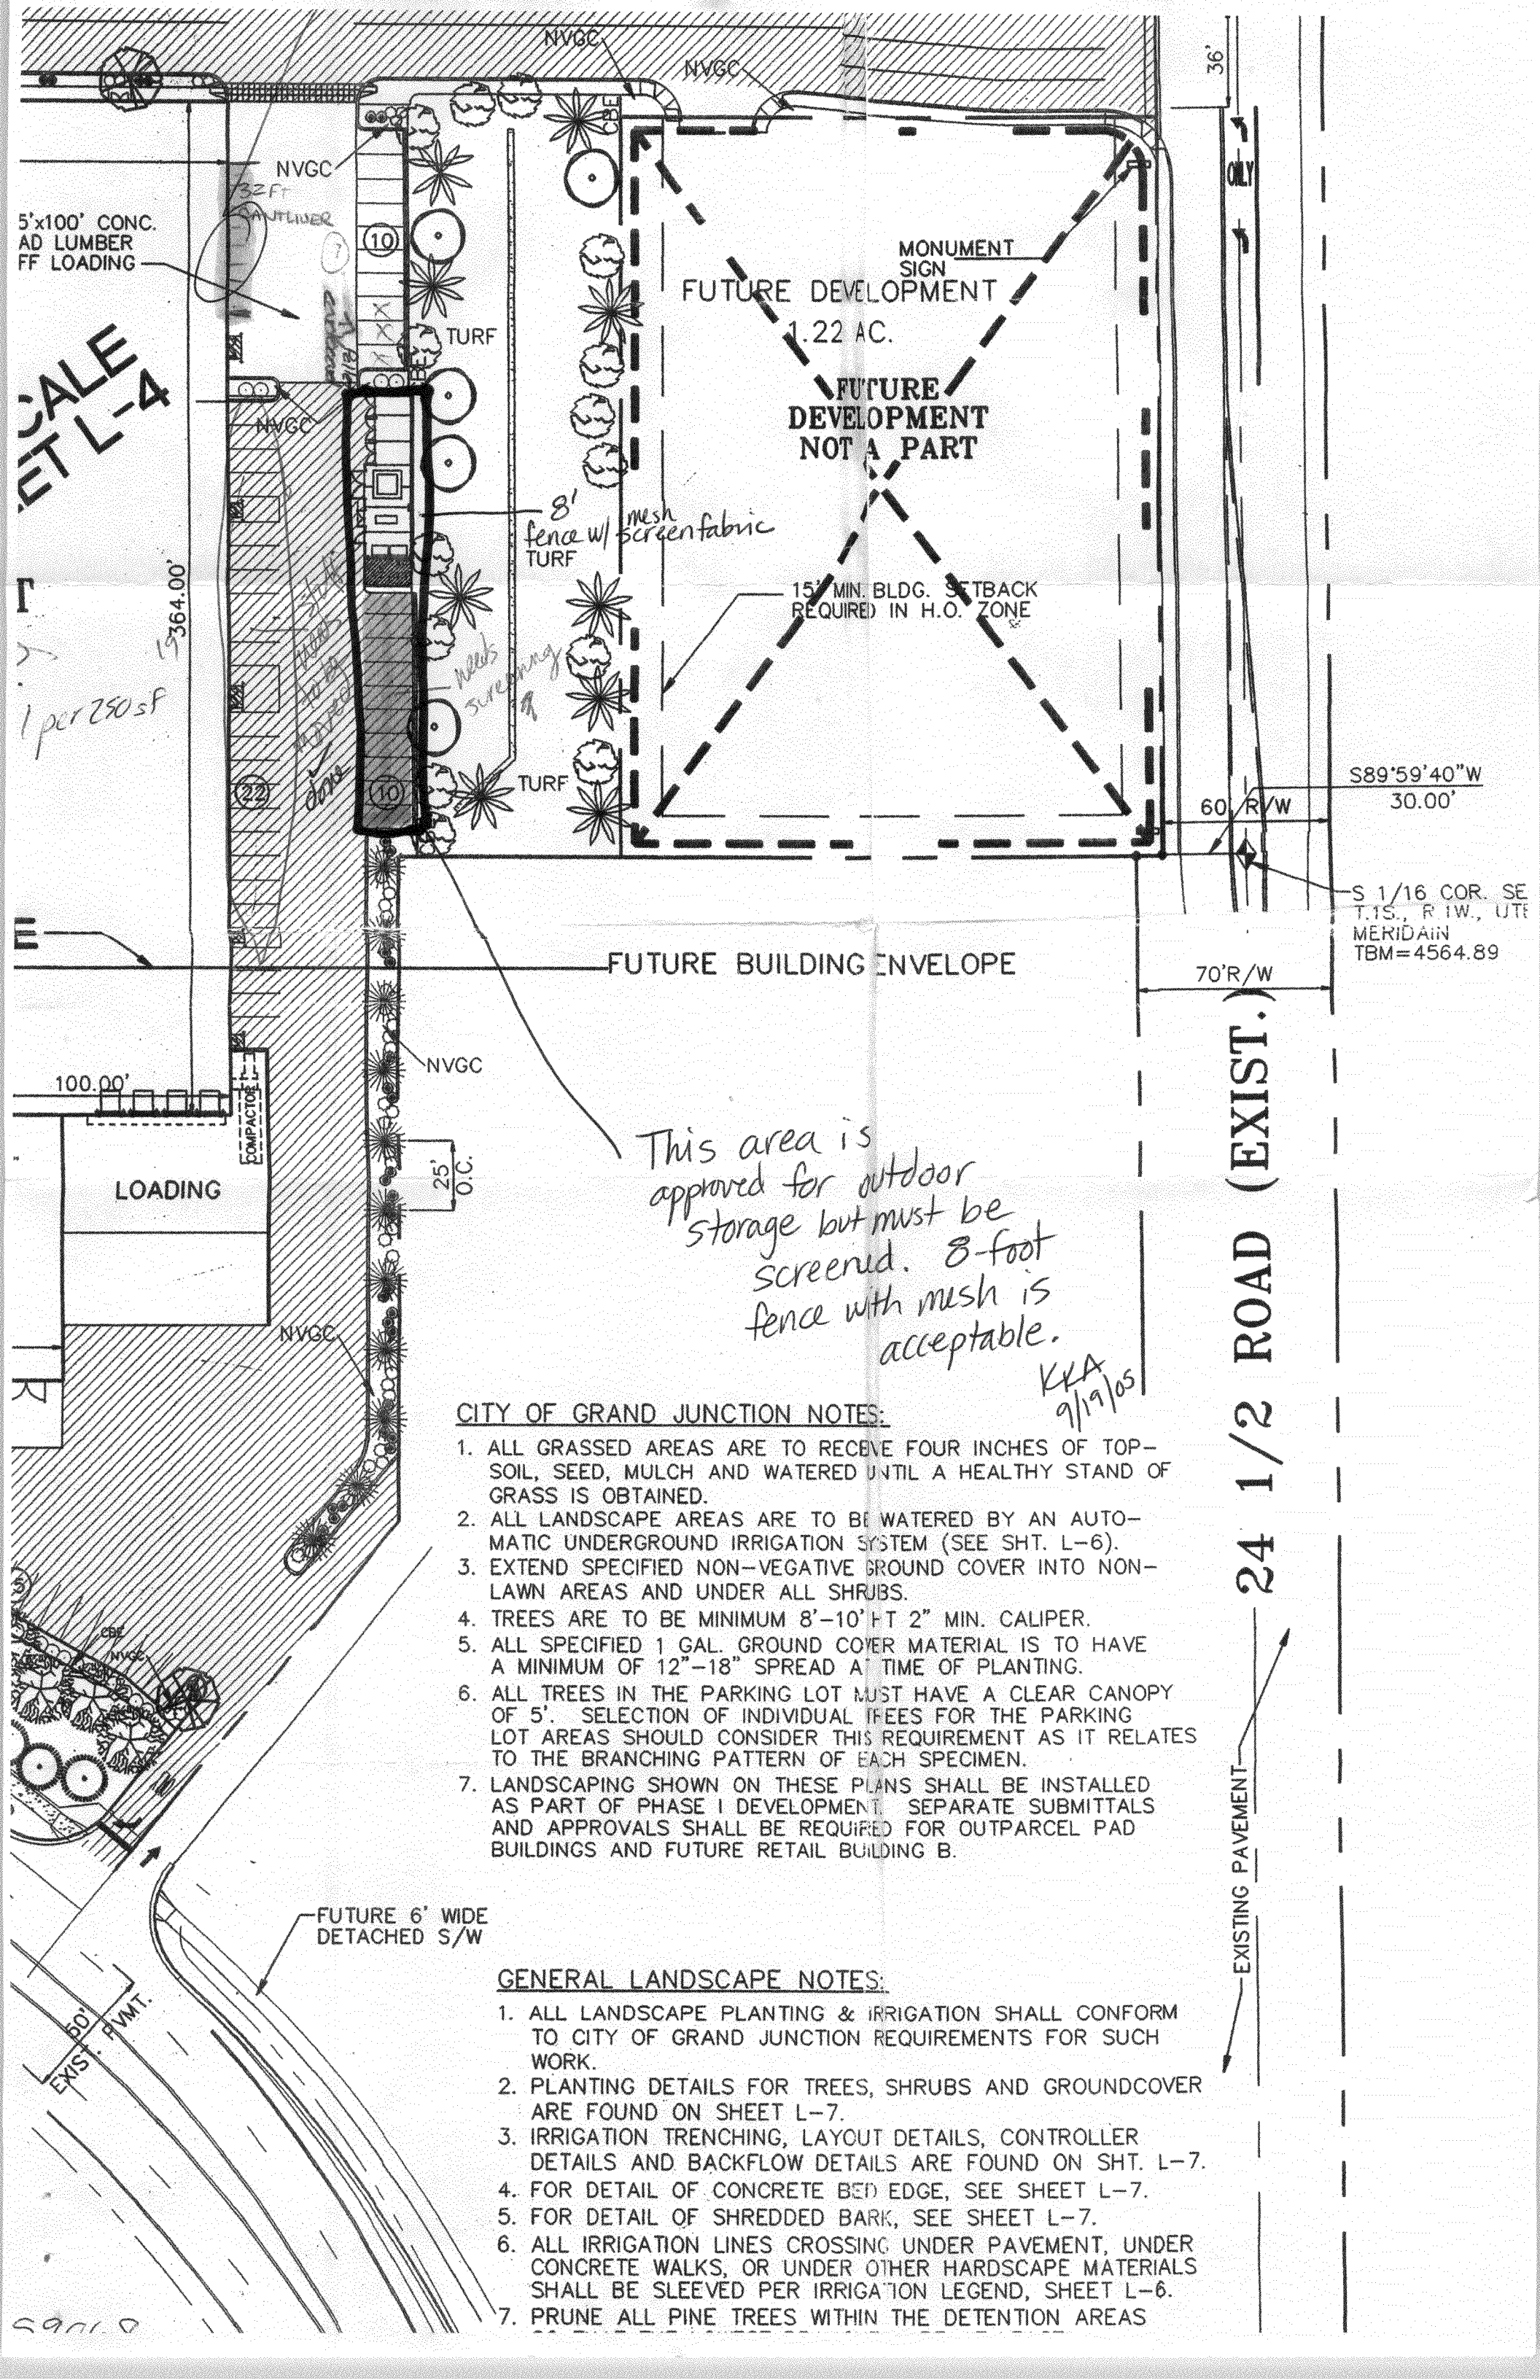 NVGC
NVGC
36'
ONLY
NVGC
32 FT
CANTILIVER
5'x100' CONC.
AD LUMBER
FF LOADING
10
MONUMENT
SIGN
FUTURE DEVELOPMENT
1.22 AC.
CBE
TURF
CALE
ET L-4
FUTURE
DEVELOPMENT
NOT A PART
NVGC
8'
fence w/ mesh screen fabric
TURF
15' MIN. BLDG. SETBACK
REQUIRED IN H.O. ZONE
364.00'
1 per 250 sf
stuff
needs
to be
moved
done
needs
screening
TURF
22
10
S89°59'40"W
30.00'
60' R/W
S 1/16 COR. SE
T.1S., R 1W., UTE
MERIDAIN
TBM=4564.89
E
FUTURE BUILDING ENVELOPE
70'R/W
NVGC
100.00'
COMPACTOR
LOADING
25'
O.C.
This area is
approved for outdoor
storage but must be
screened. 8-foot
fence with mesh is
acceptable.
KKA
9/19/05
NVGC
24 1/2 ROAD (EXIST.)
CITY OF GRAND JUNCTION NOTES:
1. ALL GRASSED AREAS ARE TO RECEIVE FOUR INCHES OF TOP-
SOIL, SEED, MULCH AND WATERED UNTIL A HEALTHY STAND OF
GRASS IS OBTAINED.
2. ALL LANDSCAPE AREAS ARE TO BE WATERED BY AN AUTO-
MATIC UNDERGROUND IRRIGATION SYSTEM (SEE SHT. L-6).
3. EXTEND SPECIFIED NON-VEGATIVE GROUND COVER INTO NON-
LAWN AREAS AND UNDER ALL SHRUBS.
4. TREES ARE TO BE MINIMUM 8'-10' HT 2" MIN. CALIPER.
5. ALL SPECIFIED 1 GAL. GROUND COVER MATERIAL IS TO HAVE
A MINIMUM OF 12"-18" SPREAD AT TIME OF PLANTING.
6. ALL TREES IN THE PARKING LOT MUST HAVE A CLEAR CANOPY
OF 5'. SELECTION OF INDIVIDUAL TREES FOR THE PARKING
LOT AREAS SHOULD CONSIDER THIS REQUIREMENT AS IT RELATES
TO THE BRANCHING PATTERN OF EACH SPECIMEN.
7. LANDSCAPING SHOWN ON THESE PLANS SHALL BE INSTALLED
AS PART OF PHASE I DEVELOPMENT. SEPARATE SUBMITTALS
AND APPROVALS SHALL BE REQUIRED FOR OUTPARCEL PAD
BUILDINGS AND FUTURE RETAIL BUILDING B.
CBE
NVGC
EXISTING PAVEMENT
FUTURE 6' WIDE
DETACHED S/W
50'
EXIST. PVMT.
GENERAL LANDSCAPE NOTES:
1. ALL LANDSCAPE PLANTING & IRRIGATION SHALL CONFORM
TO CITY OF GRAND JUNCTION REQUIREMENTS FOR SUCH
WORK.
2. PLANTING DETAILS FOR TREES, SHRUBS AND GROUNDCOVER
ARE FOUND ON SHEET L-7.
3. IRRIGATION TRENCHING, LAYOUT DETAILS, CONTROLLER
DETAILS AND BACKFLOW DETAILS ARE FOUND ON SHT. L-7.
4. FOR DETAIL OF CONCRETE BED EDGE, SEE SHEET L-7.
5. FOR DETAIL OF SHREDDED BARK, SEE SHEET L-7.
6. ALL IRRIGATION LINES CROSSING UNDER PAVEMENT, UNDER
CONCRETE WALKS, OR UNDER OTHER HARDSCAPE MATERIALS
SHALL BE SLEEVED PER IRRIGATION LEGEND, SHEET L-6.
7. PRUNE ALL PINE TREES WITHIN THE DETENTION AREAS